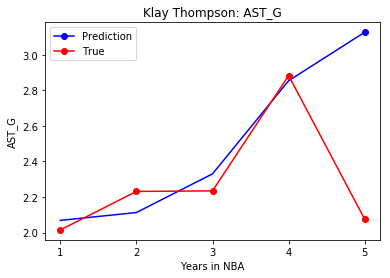 Klay Thompson: AST_G
Prediction
True
AST_G
3.0
2.8
2.6
2.4
2.2
2.0
1 2 3 4 5
Years in NBA